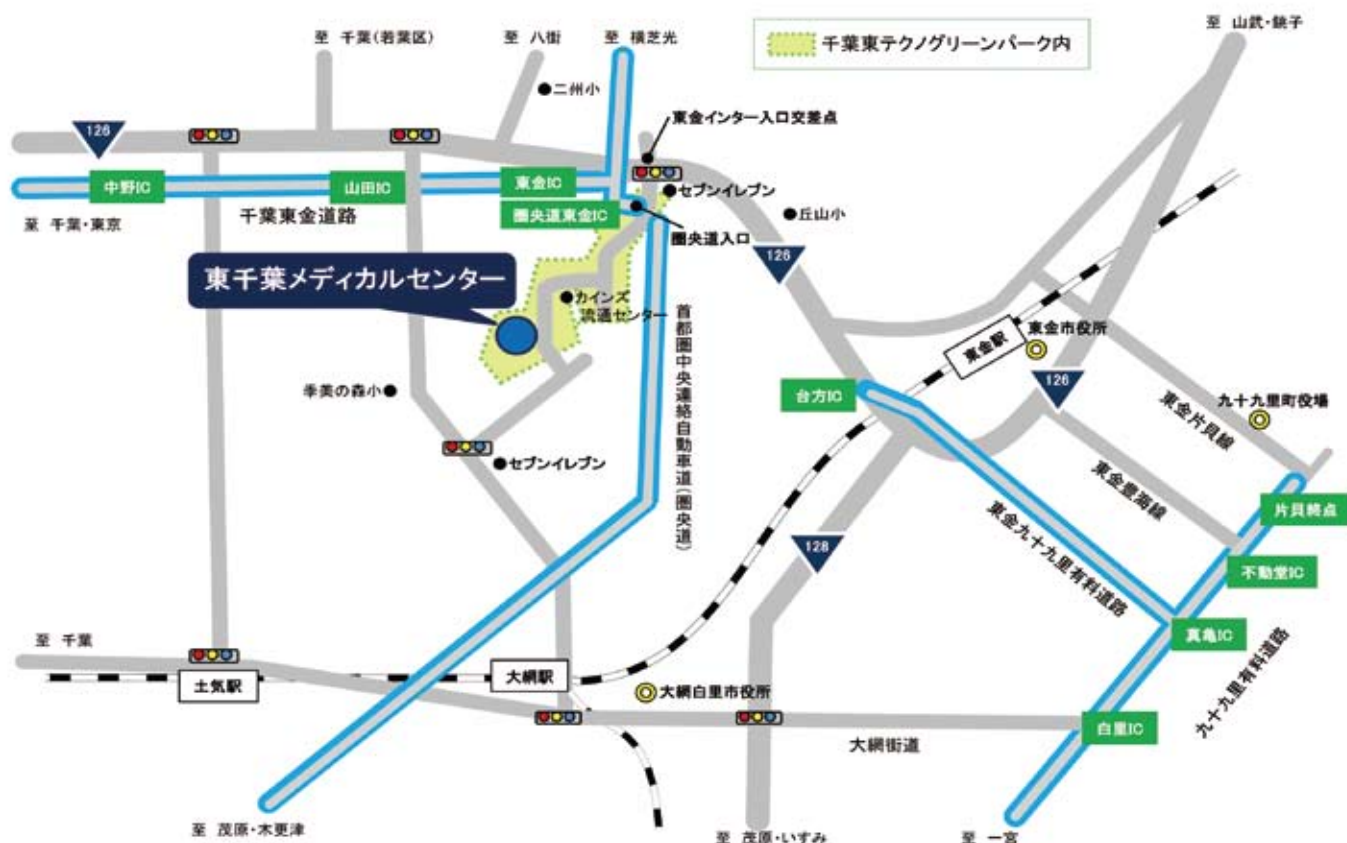 至 千葉(若葉区)
至 八街
至 横芝光
千葉東テクノグリーンパーク内
至 山武・銚子
二州小
126
東金インター入口交差点
中野IC
山田IC
東金IC
セブンイレブン
至 千葉・東京
千葉東金道路
圏央道東金IC
丘山小
圏央道入口
126
東千葉メディカルセンター
カインズ
流通センター
首都圏中央連絡自動車道(圏央道)
東金駅
東金市役所
季美の森小
台方IC
126
九十九里町役場
東金片貝線
セブンイレブン
東金豊海線
片貝終点
128
東金九十九里有料道路
不動堂IC
至 千葉
真亀IC
土気駅
大網駅
大網白里市役所
九十九里有料道路
大網街道
白里IC
至 茂原・木更津
至 茂原・いすみ
至 一宮